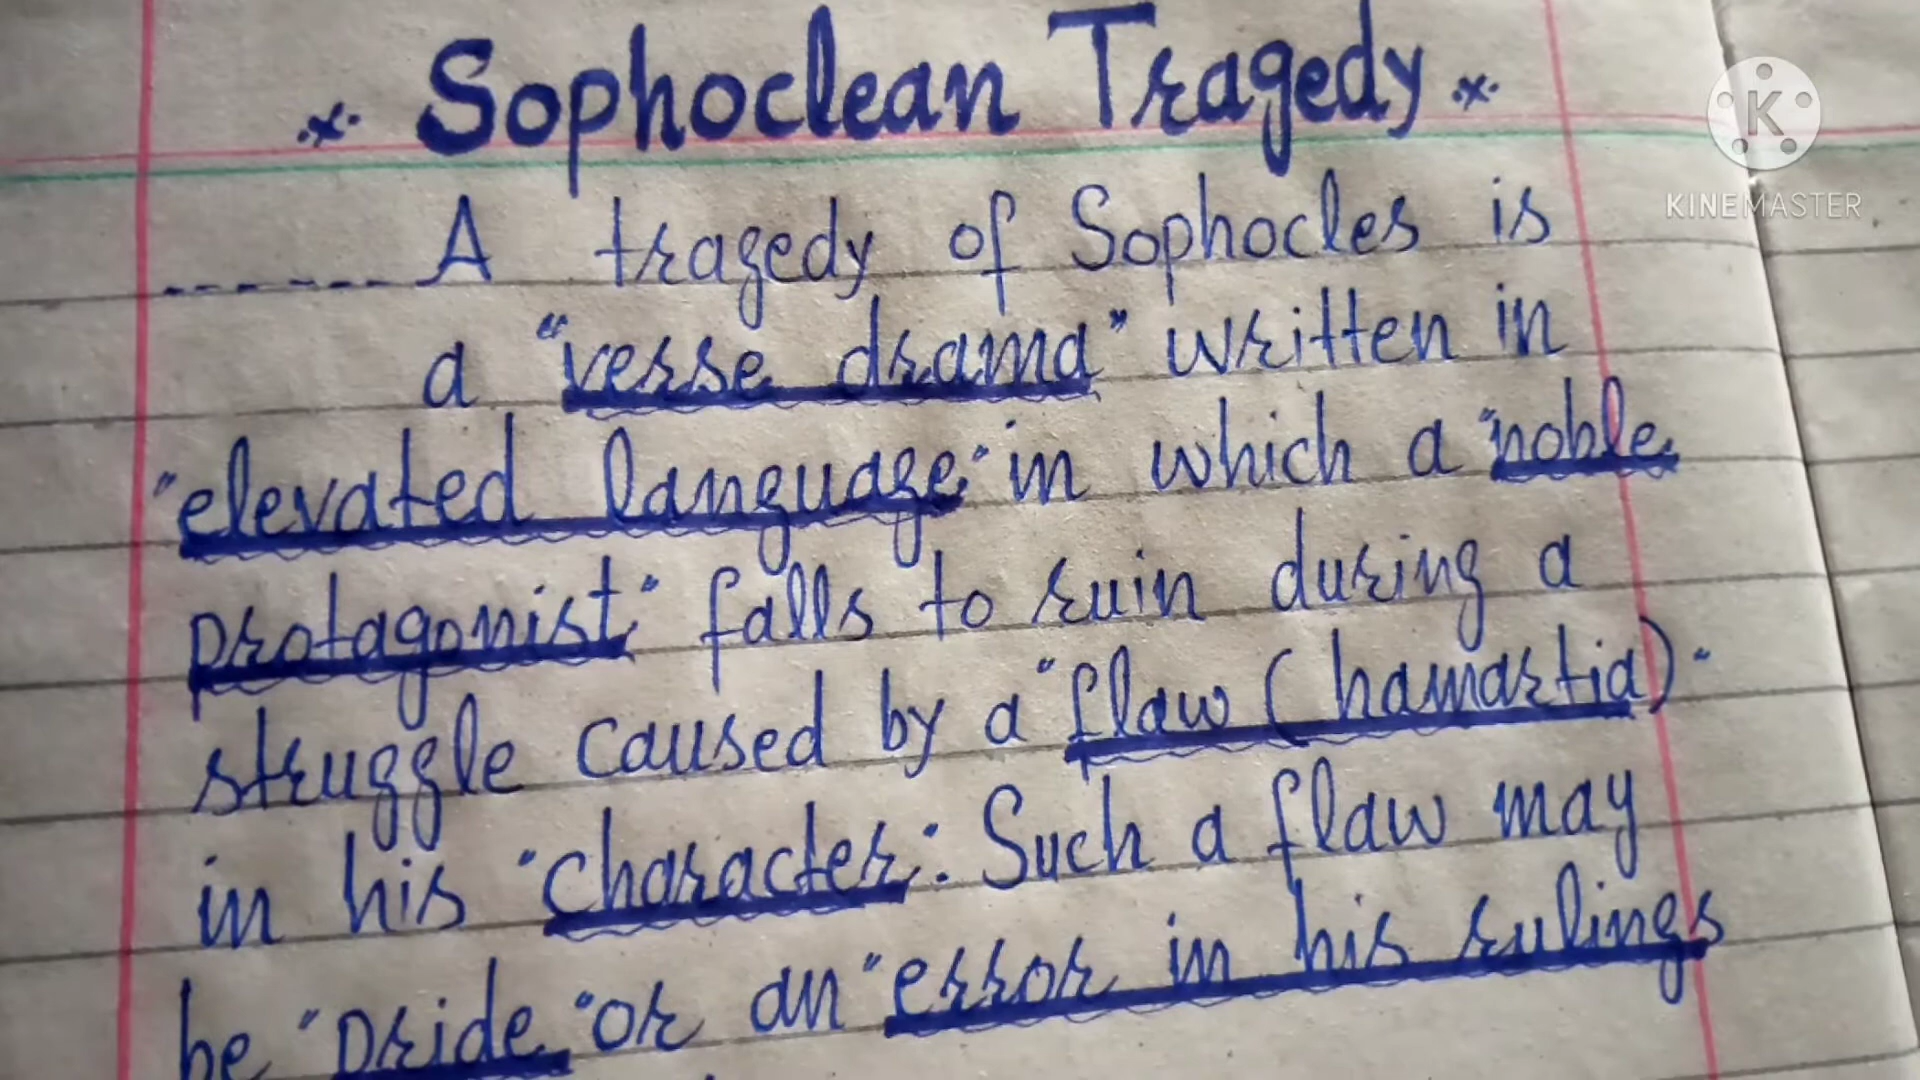 Sophoclean Tragedy
K
KINEMASTER
A tragedy of Sophocles is
a "verse drama" written in
"elevated language" in which a "noble
protagonist" falls to ruin during a
struggle caused by a "flaw (hamartia)"
in his "character". Such a flaw may
be "pride" or an "error in his rulings